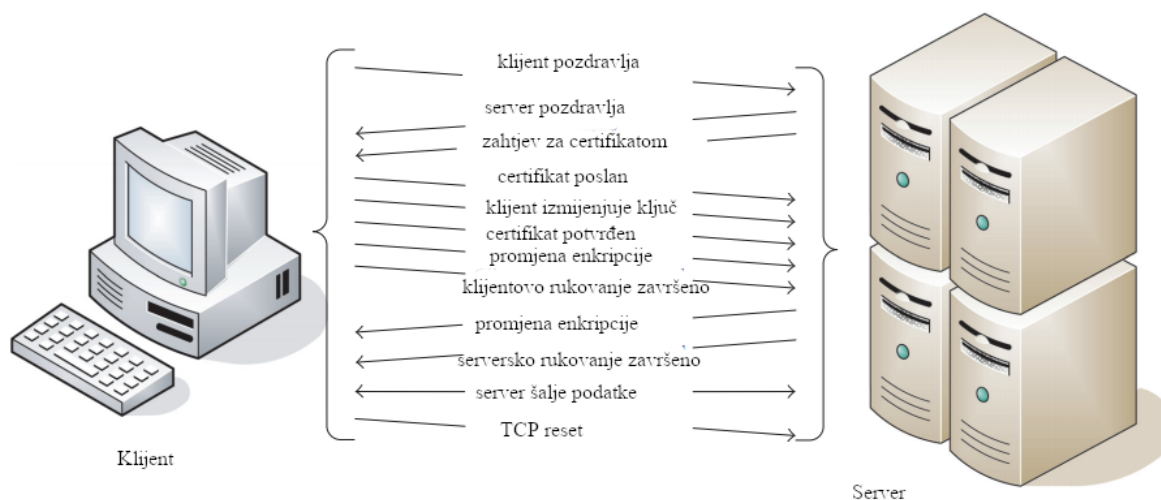 klijent pozdravlja
server pozdravlja
zahtjev za certifikatom
certifikat poslan
klijent izmijenjuje ključ
certifikat potvrđen
promjena enkripcije
klijentovo rukovanje završeno
promjena enkripcije
serversko rukovanje završeno
server šalje podatke
TCP reset
Klijent
Server